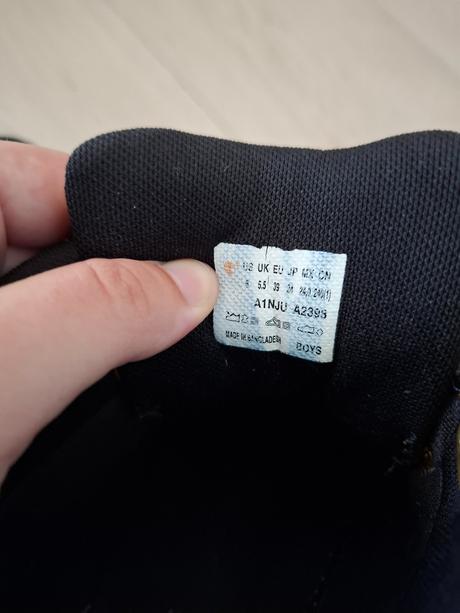 US UK EU JP MX CN
6 5.5 39 24 24.0 240(1)
A1NJU A2398
MADE IN BANGLADESH
BOYS